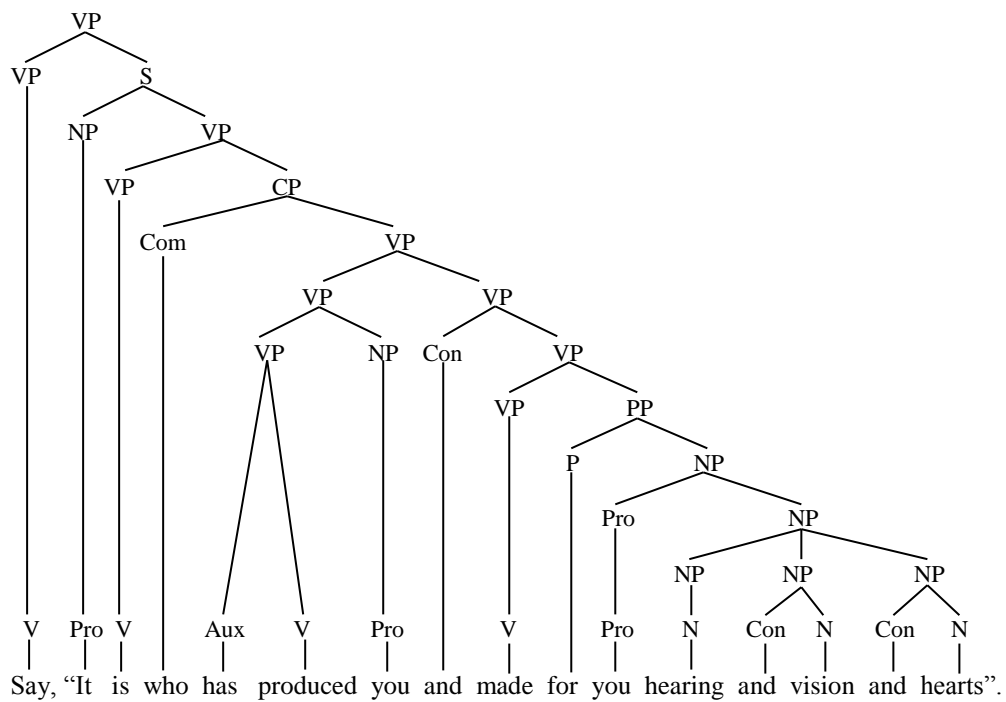 VP
VP S
NP VP
VP CP
Com VP
VP VP
VP NP Con VP
VP PP
P NP
Pro NP
NP NP NP
V Pro V Aux V Pro V Pro N Con N Con N
Say, “It is who has produced you and made for you hearing and vision and hearts”.